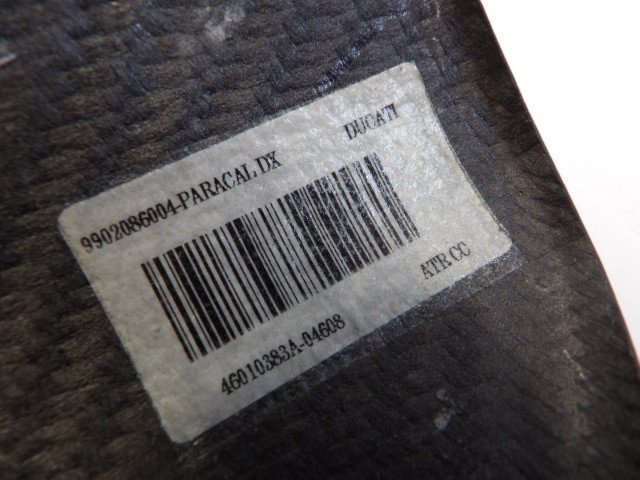 9902086004-PARACAL DX DUCATI
46010383A-04608 ATR CC